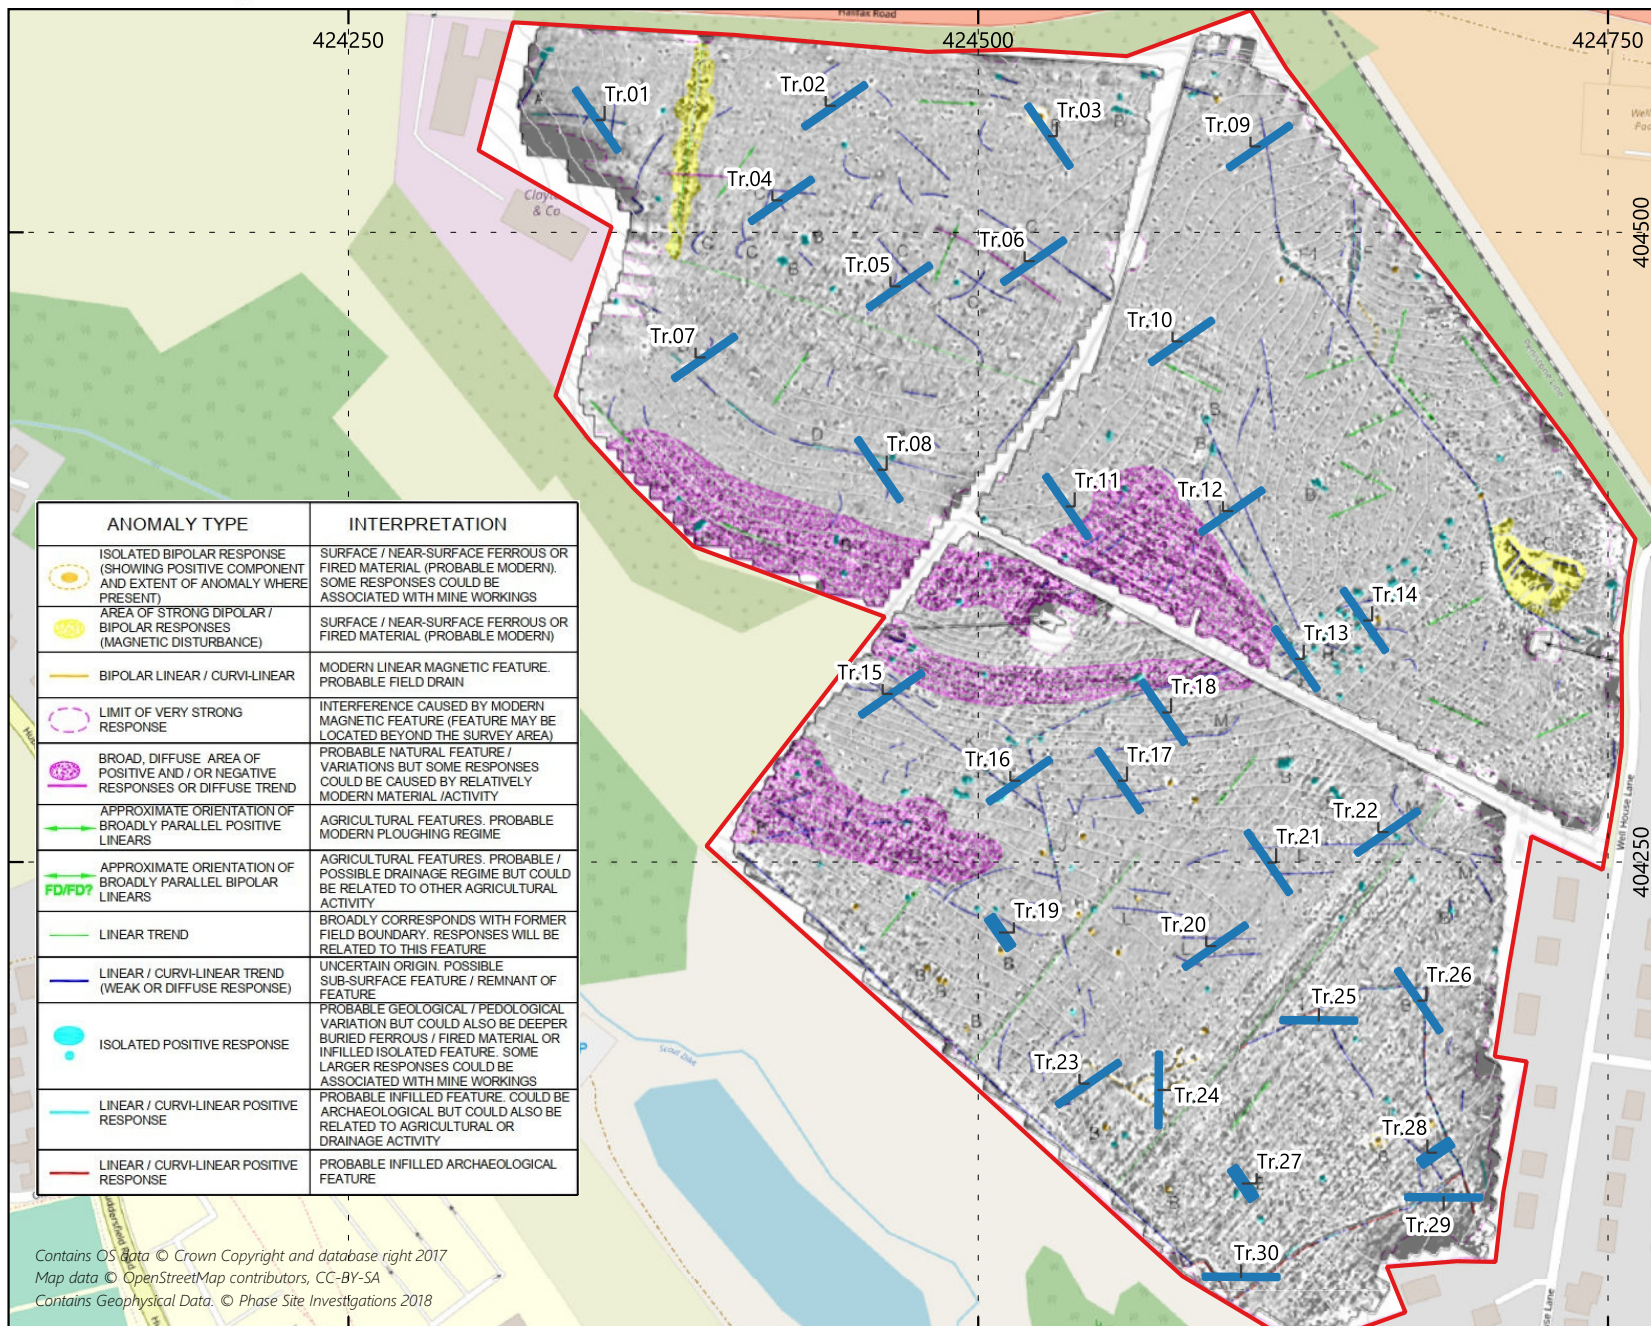 Halifax Road
424250
424500
424750
Tr.01
Tr.02
Tr.03
Tr.09
Tr.04
Clayt
& Co
404500
Tr.06
Tr.05
Tr.10
Tr.07
Penistone Line
Tr.08
Tr.11
Tr.12
Tr.14
Tr.13
Tr.15
Tr.18
Tr.16
Tr.17
Tr.22
Tr.21
404250
Well House Lane
Tr.19
Tr.20
Tr.26
Tr.25
Tr.23
Tr.24
Tr.28
Tr.27
Tr.29
Tr.30
Scout Dike
ANOMALY TYPE
INTERPRETATION
ISOLATED BIPOLAR RESPONSE
(SHOWING POSITIVE COMPONENT
AND EXTENT OF ANOMALY WHERE
PRESENT)
SURFACE / NEAR-SURFACE FERROUS OR
FIRED MATERIAL (PROBABLE MODERN).
SOME RESPONSES COULD BE
ASSOCIATED WITH MINE WORKINGS
AREA OF STRONG DIPOLAR /
BIPOLAR RESPONSES
(MAGNETIC DISTURBANCE)
SURFACE / NEAR-SURFACE FERROUS OR
FIRED MATERIAL (PROBABLE MODERN)
BIPOLAR LINEAR / CURVI-LINEAR
MODERN LINEAR MAGNETIC FEATURE.
PROBABLE FIELD DRAIN
LIMIT OF VERY STRONG
RESPONSE
INTERFERENCE CAUSED BY MODERN
MAGNETIC FEATURE (FEATURE MAY BE
LOCATED BEYOND THE SURVEY AREA)
BROAD, DIFFUSE AREA OF
POSITIVE AND / OR NEGATIVE
RESPONSES OR DIFFUSE TREND
PROBABLE NATURAL FEATURE /
VARIATIONS BUT SOME RESPONSES
COULD BE CAUSED BY RELATIVELY
MODERN MATERIAL /ACTIVITY
APPROXIMATE ORIENTATION OF
BROADLY PARALLEL POSITIVE
LINEARS
AGRICULTURAL FEATURES. PROBABLE
MODERN PLOUGHING REGIME
FD/FD?
APPROXIMATE ORIENTATION OF
BROADLY PARALLEL BIPOLAR
LINEARS
AGRICULTURAL FEATURES. PROBABLE /
POSSIBLE DRAINAGE REGIME BUT COULD
BE RELATED TO OTHER AGRICULTURAL
ACTIVITY
LINEAR TREND
BROADLY CORRESPONDS WITH FORMER
FIELD BOUNDARY. RESPONSES WILL BE
RELATED TO THIS FEATURE
LINEAR / CURVI-LINEAR TREND
(WEAK OR DIFFUSE RESPONSE)
UNCERTAIN ORIGIN. POSSIBLE
SUB-SURFACE FEATURE / REMNANT OF
FEATURE
ISOLATED POSITIVE RESPONSE
PROBABLE GEOLOGICAL / PEDOLOGICAL
VARIATION BUT COULD ALSO BE DEEPER
BURIED FERROUS / FIRED MATERIAL OR
INFILLED ISOLATED FEATURE. SOME
LARGER RESPONSES COULD BE
ASSOCIATED WITH MINE WORKINGS
LINEAR / CURVI-LINEAR POSITIVE
RESPONSE
PROBABLE INFILLED FEATURE. COULD BE
ARCHAEOLOGICAL BUT COULD ALSO BE
RELATED TO AGRICULTURAL OR
DRAINAGE ACTIVITY
LINEAR / CURVI-LINEAR POSITIVE
RESPONSE
PROBABLE INFILLED ARCHAEOLOGICAL
FEATURE
Contains OS data © Crown Copyright and database right 2017
Map data © OpenStreetMap contributors, CC-BY-SA
Contains Geophysical Data. © Phase Site Investigations 2018